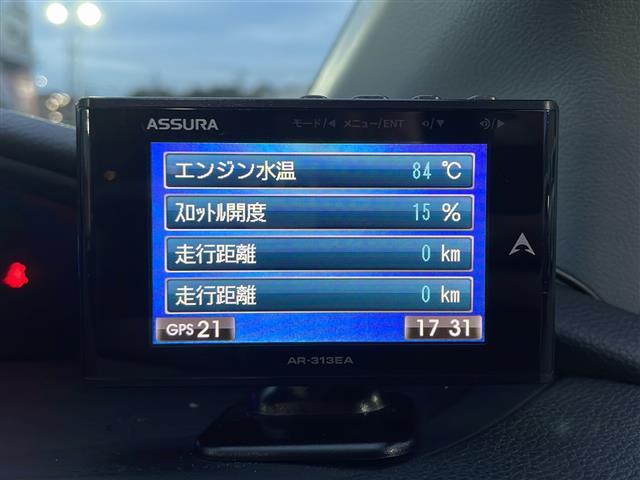 ASSURA モード/◀ メニュー/ENT /▼ /▶
エンジン水温 84 ℃
ｽﾛｯﾄﾙ開度 15 %
走行距離 0 km
走行距離 0 km
GPS 21 17 31
AR-313EA